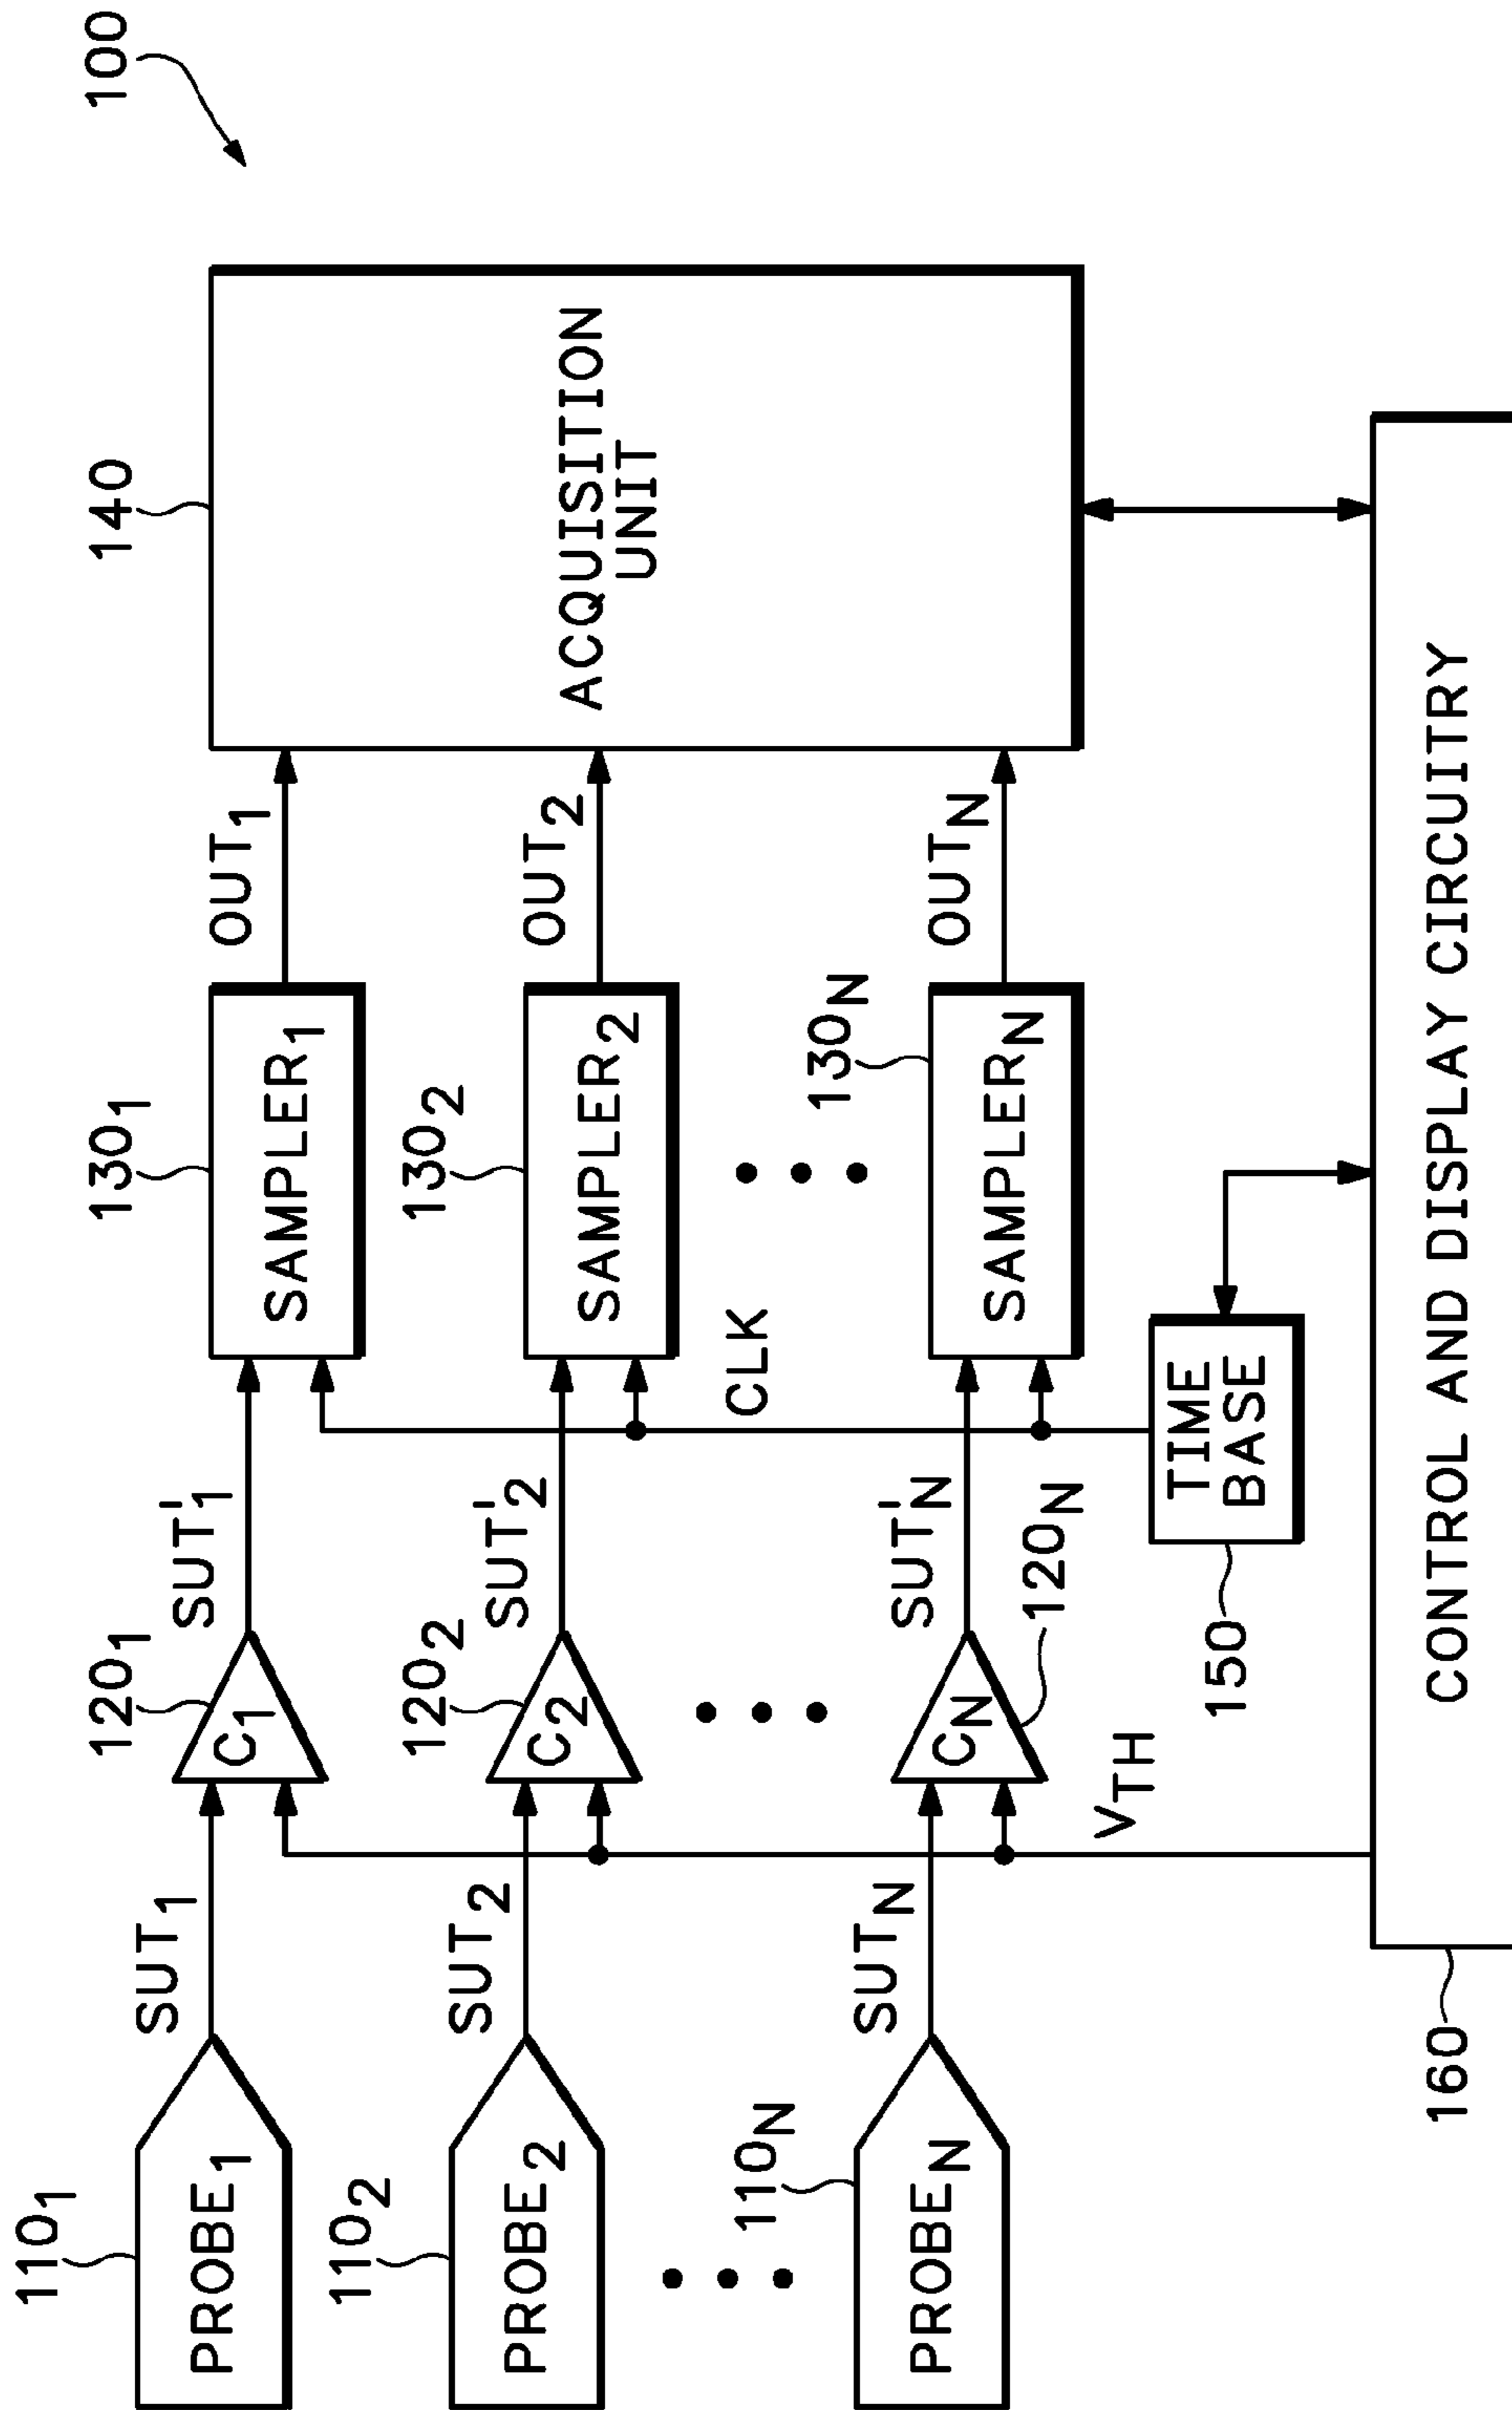 100
110₁
PROBE₁
SUT₁
120₁
C₁
SUT'₁
130₁
SAMPLER₁
OUT₁
140
ACQUISITION
UNIT
110₂
PROBE₂
SUT₂
120₂
C₂
SUT'₂
130₂
SAMPLER₂
OUT₂
CLK
110N
PROBEN
SUTN
CN
120N
SUT'N
130N
SAMPLERN
OUTN
VTH
150
TIME
BASE
160
CONTROL AND DISPLAY CIRCUITRY